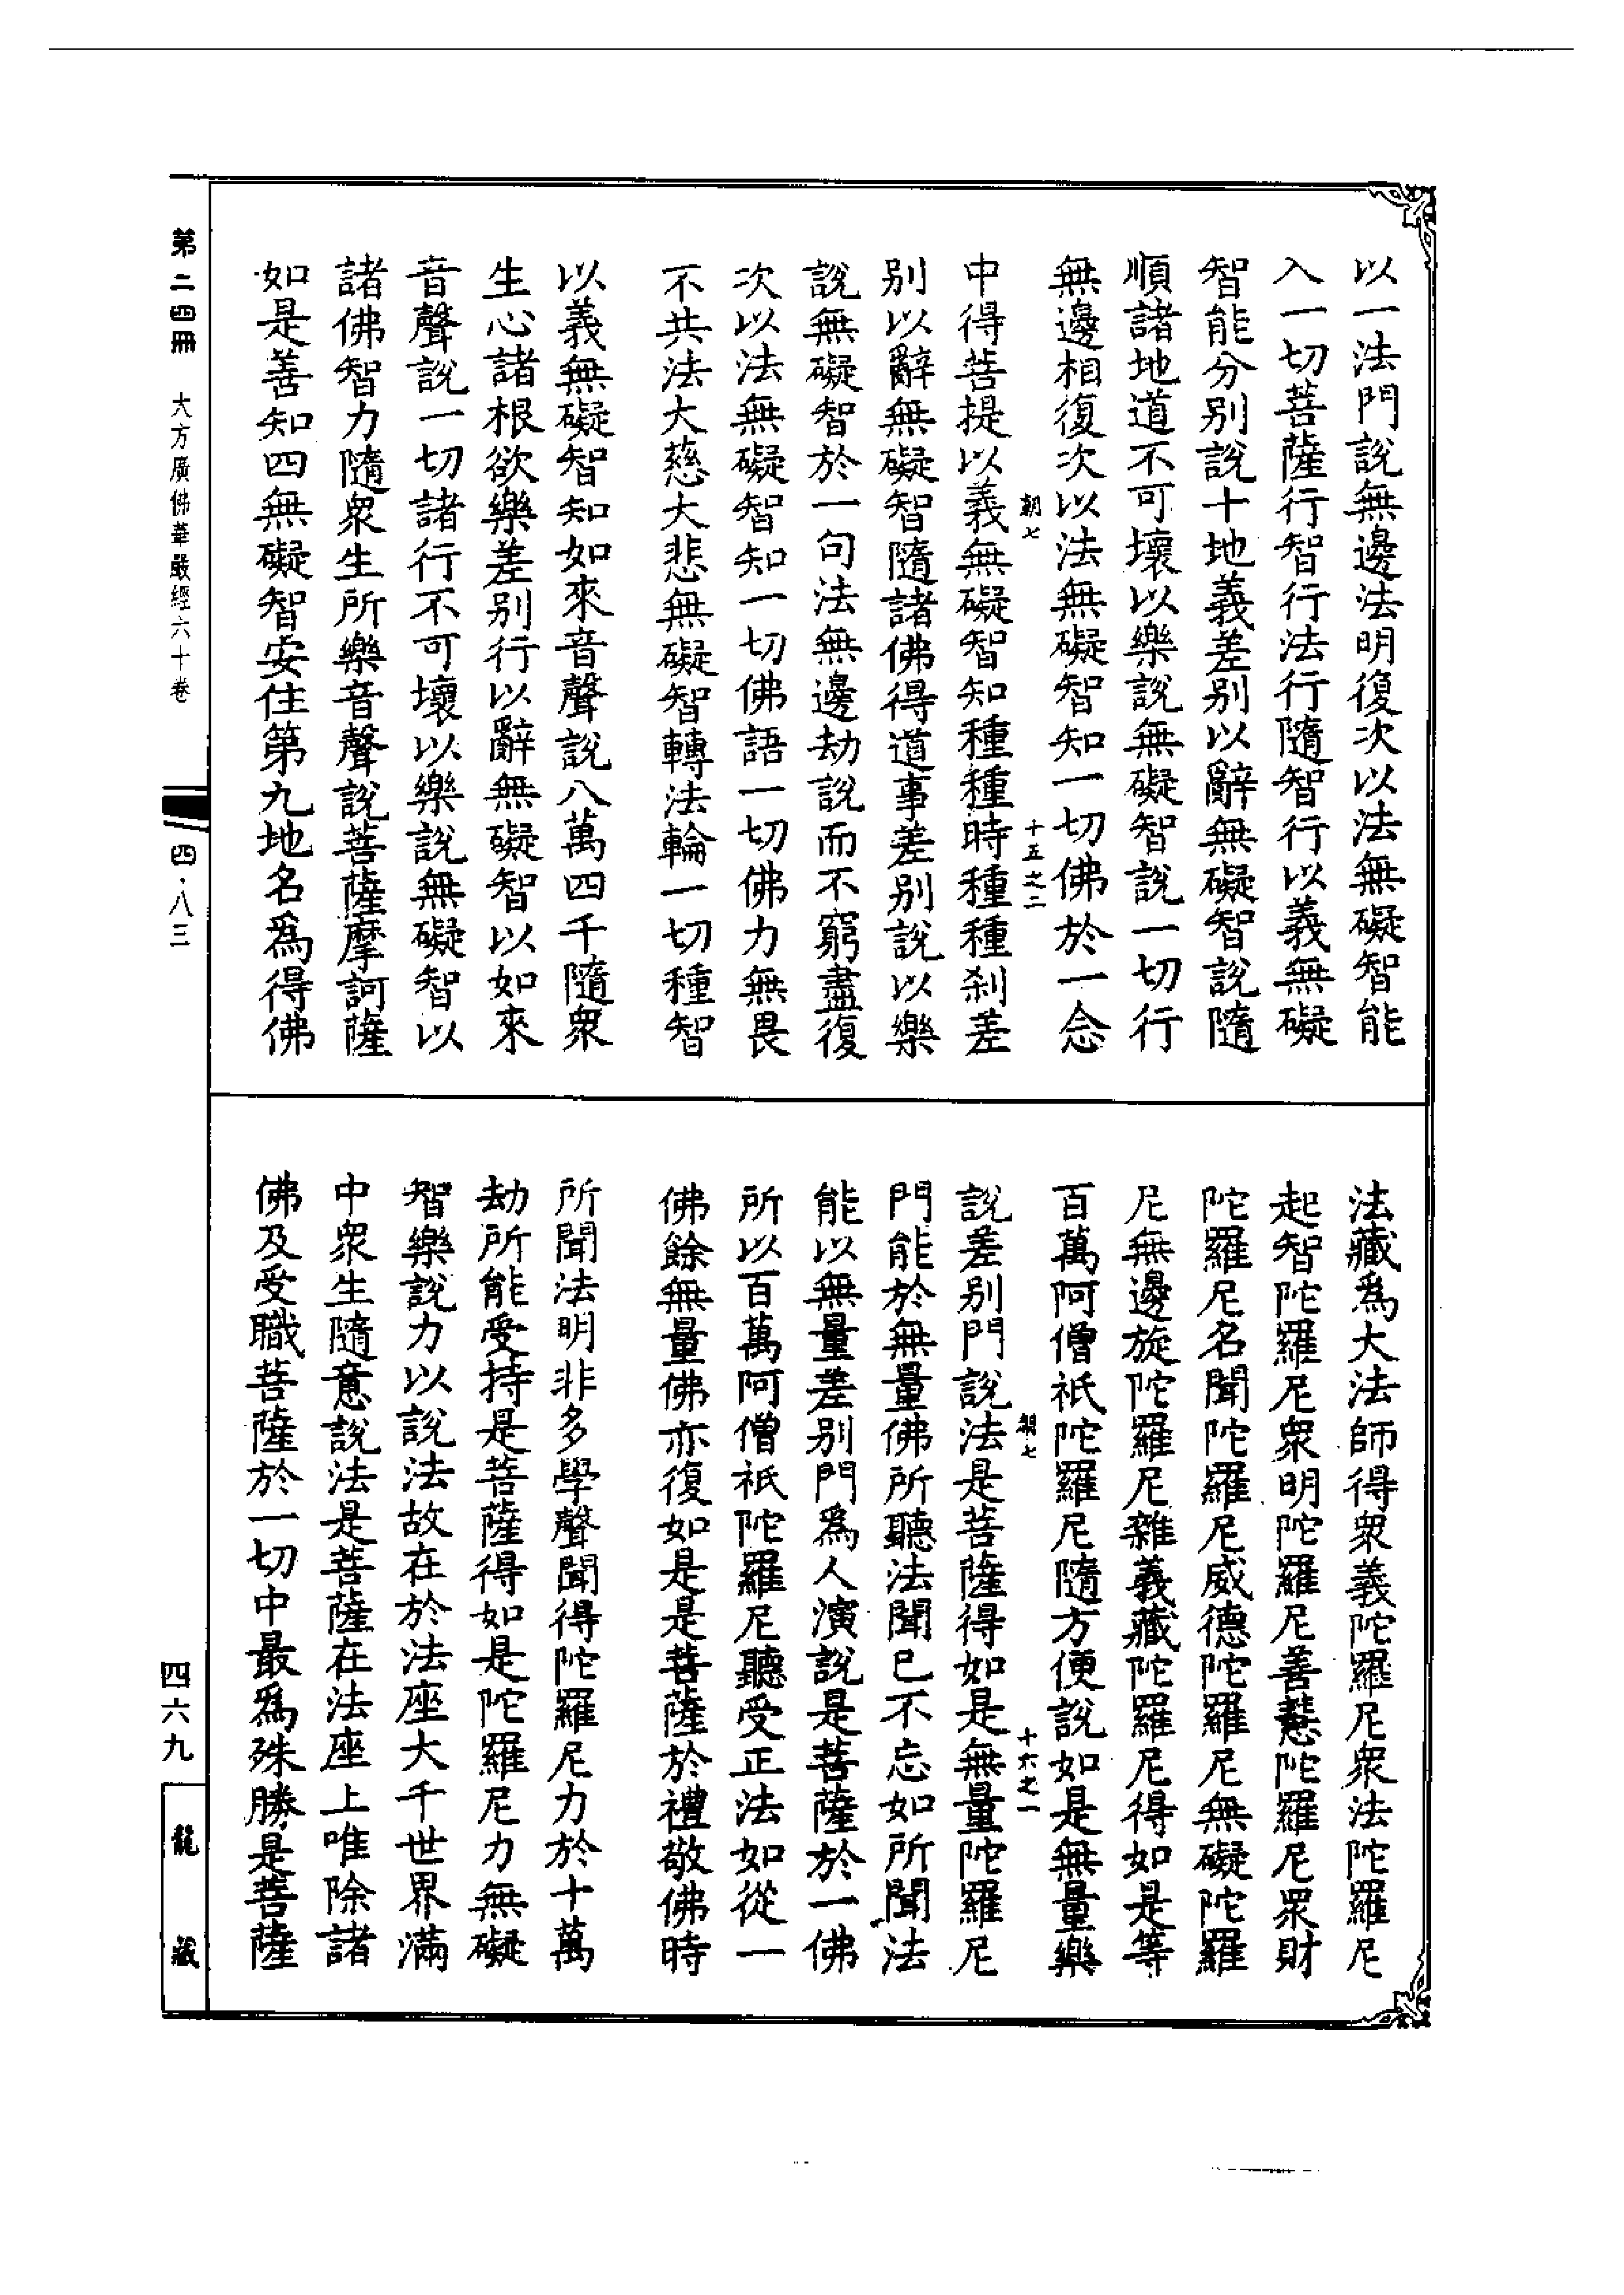 以一法門說無邊法明復次以法無礙智能
入一切菩薩行智行法行隨智行以義無礙
智能分別說十地義差別以辭無礙智說隨
順諸地道不可壞以樂說無礙智說一切行
無邊相復次以法無礙智知一切佛於一念
朝七 十五之二
中得菩提以義無礙智知種種時種種刹差
別以辭無礙智隨諸佛得道事差別說以樂
說無礙智於一句法無邊劫說而不窮盡復
次以法無礙智知一切佛語一切佛力無畏
不共法大慈大悲無礙智轉法輪一切種智
以義無礙智知如來音聲說八萬四千隨衆
生心諸根欲樂差別行以辭無礙智以如來
音聲說一切諸行不可壞以樂說無礙智以
諸佛智力隨衆生所樂音聲說菩薩摩訶薩
如是善知四無礙智安住第九地名爲得佛
法藏爲大法師得衆義陀羅尼衆法陀羅尼
起智陀羅尼衆明陀羅尼善慧陀羅尼衆財
陀羅尼名聞陀羅尼威德陀羅尼無礙陀羅
尼無邊旋陀羅尼雜義藏陀羅尼得如是等
百萬阿僧祇陀羅尼隨方便說如是無量樂
朝七 十六之一
說差別門說法是菩薩得如是無量陀羅尼
門能於無量佛所聽法聞已不忘如所聞法
能以無量差別門爲人演說是菩薩於一佛
所以百萬阿僧祇陀羅尼聽受正法如從一
佛餘無量佛亦復如是是菩薩於禮敬佛時
所聞法明非多學聲聞得陀羅尼力於十萬
劫所能受持是菩薩得如是陀羅尼力無礙
智樂說力以說法故在於法座大千世界滿
中衆生隨意說法是菩薩在法座上唯除諸
佛及受職菩薩於一切中最爲殊勝是菩薩
第二四冊 大方廣佛華嚴經六十卷 四·八三
四六九 龍藏